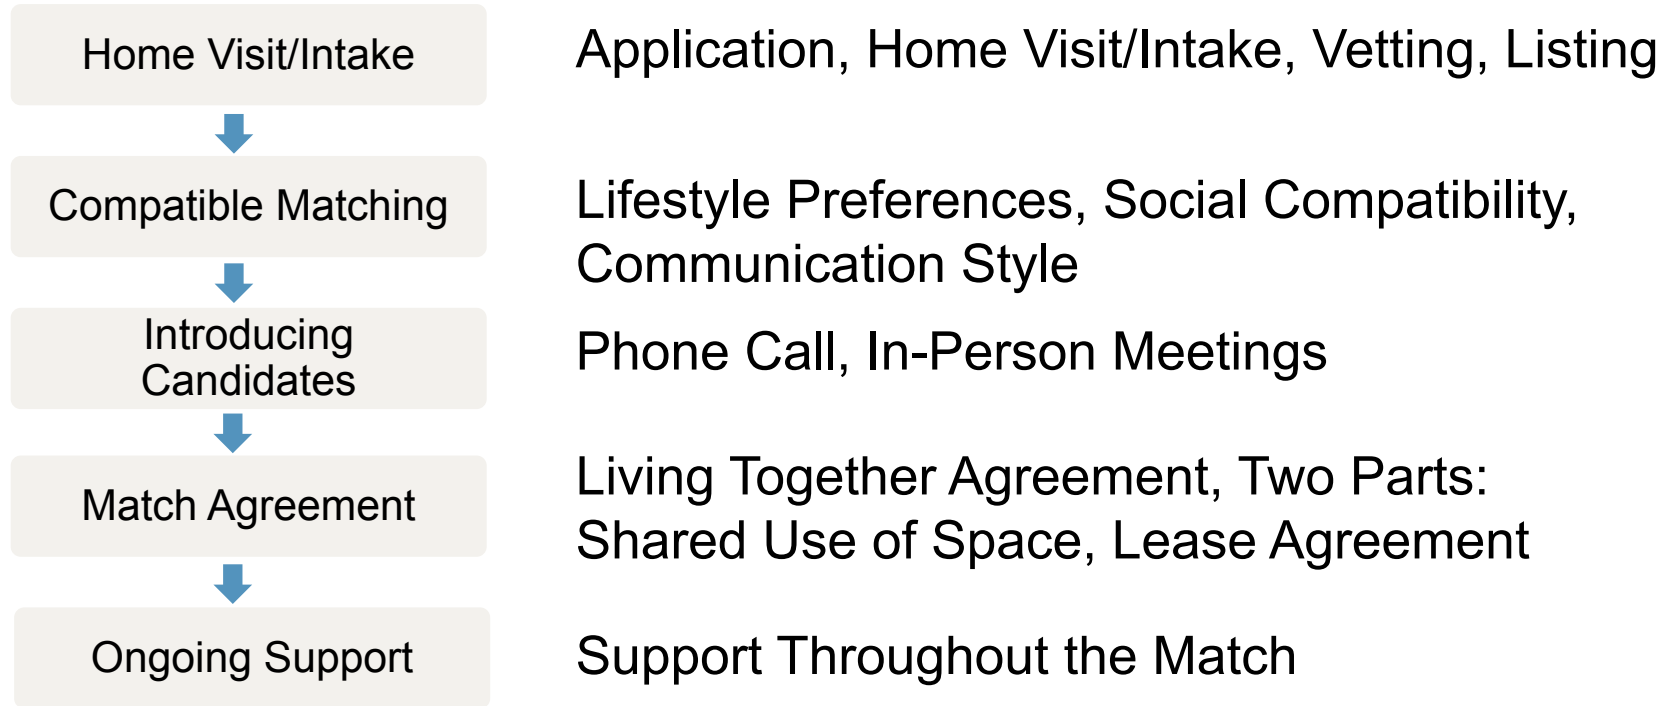 Home Visit/Intake
Application, Home Visit/Intake, Vetting, Listing
Compatible Matching
Lifestyle Preferences, Social Compatibility,
Communication Style
Introducing
Candidates
Phone Call, In-Person Meetings
Match Agreement
Living Together Agreement, Two Parts:
Shared Use of Space, Lease Agreement
Ongoing Support
Support Throughout the Match